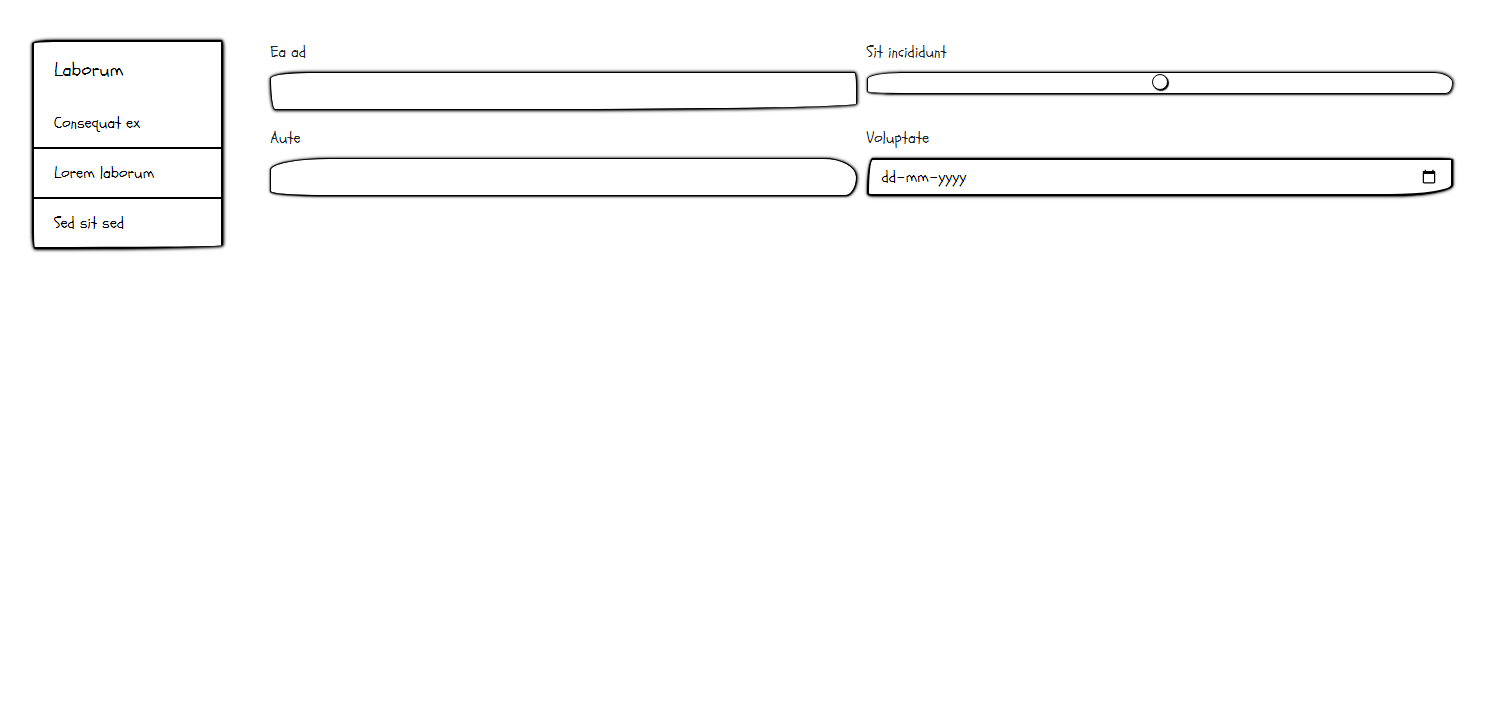 Laborum
Consequat ex
Lorem laborum
Sed sit sed
Ea ad
Sit incididunt
Aute
Voluptate
dd-mm-yyyy